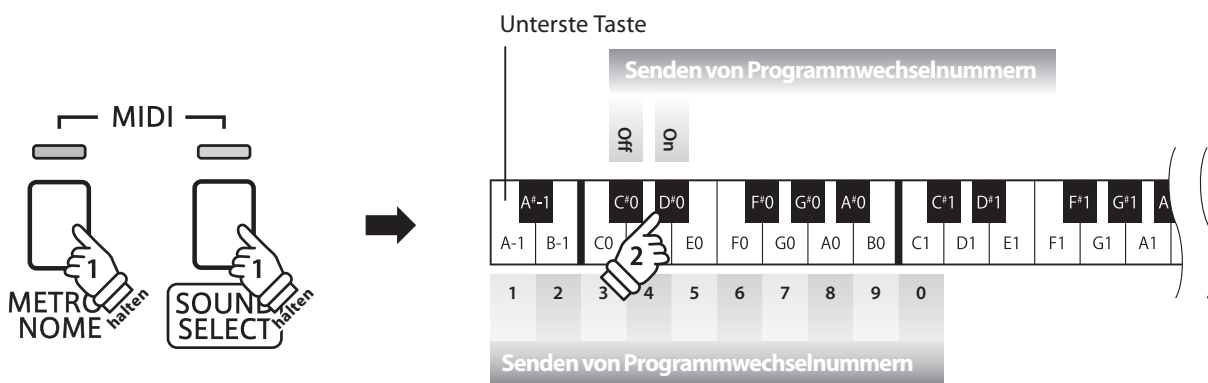 Unterste Taste
Senden von Programmwechselnummern
Off On
MIDI
A#-1 C#0 D#0 F#0 G#0 A#0 C#1 D#1 F#1 G#1 A
A-1 B-1 C0 E0 F0 G0 A0 B0 C1 D1 E1 F1 G1 A1
1 1 2
METRO
NOME
halten
SOUND
SELECT
halten
1 2 3 4 5 6 7 8 9 0
Senden von Programmwechselnummern